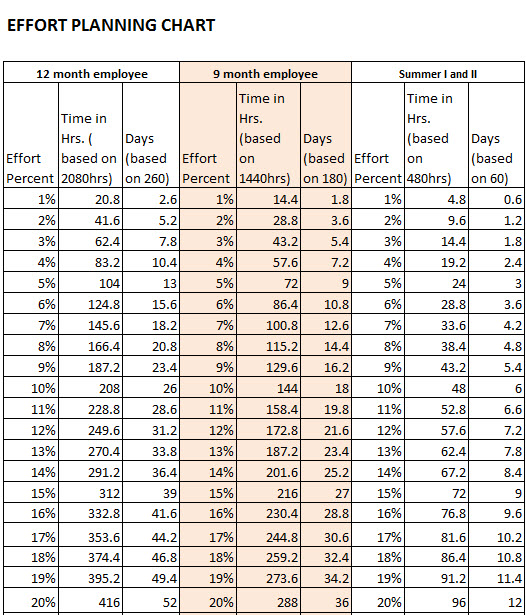 EFFORT PLANNING CHART
12 month employee 9 month employee Summer I and II
Effort Percent Time in Hrs. ( based on 2080hrs) Days (based on 260) Effort Percent Time in Hrs. (based on 1440hrs) Days (based on 180) Effort Percent Time in Hrs. (based on 480hrs) Days (based on 60)
1% 20.8 2.6 1% 14.4 1.8 1% 4.8 0.6
2% 41.6 5.2 2% 28.8 3.6 2% 9.6 1.2
3% 62.4 7.8 3% 43.2 5.4 3% 14.4 1.8
4% 83.2 10.4 4% 57.6 7.2 4% 19.2 2.4
5% 104 13 5% 72 9 5% 24 3
6% 124.8 15.6 6% 86.4 10.8 6% 28.8 3.6
7% 145.6 18.2 7% 100.8 12.6 7% 33.6 4.2
8% 166.4 20.8 8% 115.2 14.4 8% 38.4 4.8
9% 187.2 23.4 9% 129.6 16.2 9% 43.2 5.4
10% 208 26 10% 144 18 10% 48 6
11% 228.8 28.6 11% 158.4 19.8 11% 52.8 6.6
12% 249.6 31.2 12% 172.8 21.6 12% 57.6 7.2
13% 270.4 33.8 13% 187.2 23.4 13% 62.4 7.8
14% 291.2 36.4 14% 201.6 25.2 14% 67.2 8.4
15% 312 39 15% 216 27 15% 72 9
16% 332.8 41.6 16% 230.4 28.8 16% 76.8 9.6
17% 353.6 44.2 17% 244.8 30.6 17% 81.6 10.2
18% 374.4 46.8 18% 259.2 32.4 18% 86.4 10.8
19% 395.2 49.4 19% 273.6 34.2 19% 91.2 11.4
20% 416 52 20% 288 36 20% 96 12